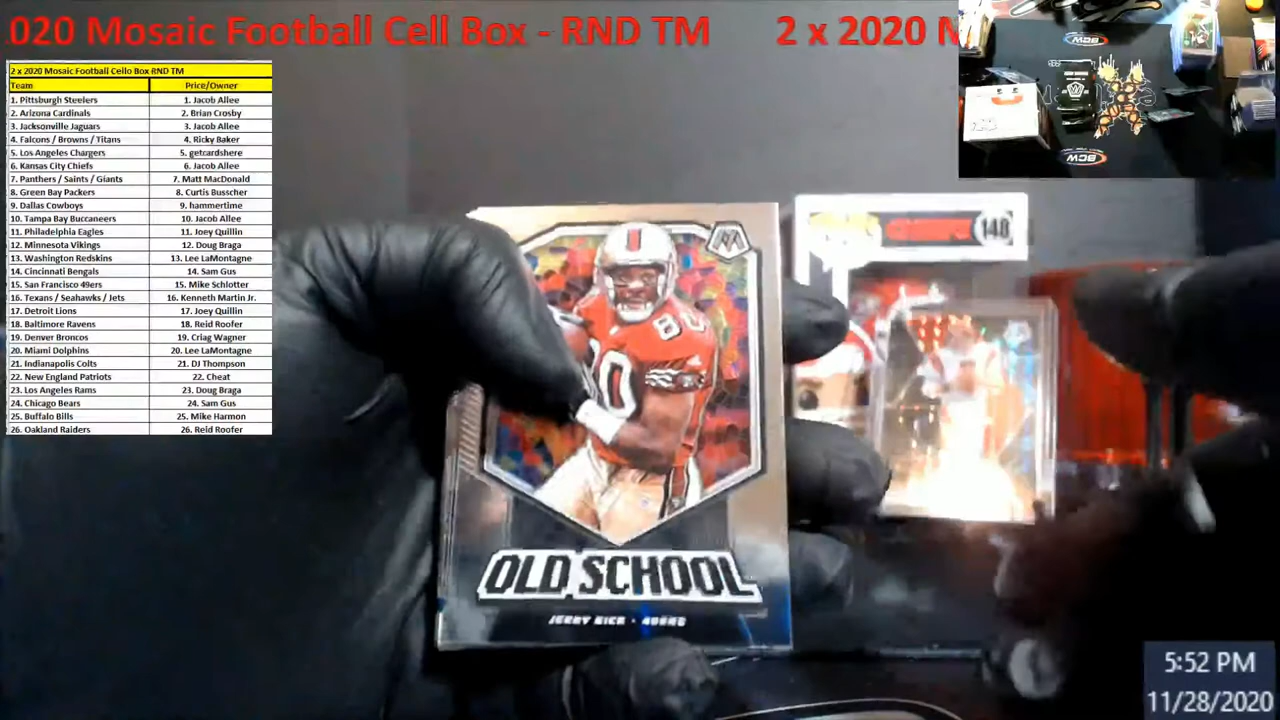 020 Mosaic Football Cell Box - RND TM 2 x 2020 M
2 x 2020 Mosaic Football Cello Box RND TM
Team Price/Owner
1. Pittsburgh Steelers 1. Jacob Allee
2. Arizona Cardinals 2. Brian Crosby
3. Jacksonville Jaguars 3. Jacob Allee
4. Falcons / Browns / Titans 4. Ricky Baker
5. Los Angeles Chargers 5. getcardshere
6. Kansas City Chiefs 6. Jacob Allee
7. Panthers / Saints / Giants 7. Matt MacDonald
8. Green Bay Packers 8. Curtis Busscher
9. Dallas Cowboys 9. hammertime
10. Tampa Bay Buccaneers 10. Jacob Allee
11. Philadelphia Eagles 11. Joey Quillin
12. Minnesota Vikings 12. Doug Braga
13. Washington Redskins 13. Lee LaMontagne
14. Cincinnati Bengals 14. Sam Gus
15. San Francisco 49ers 15. Mike Schlotter
16. Texans / Seahawks / Jets 16. Kenneth Martin Jr.
17. Detroit Lions 17. Joey Quillin
18. Baltimore Ravens 18. Reid Roofer
19. Denver Broncos 19. Criag Wagner
20. Miami Dolphins 20. Lee LaMontagne
21. Indianapolis Colts 21. DJ Thompson
22. New England Patriots 22. Cheat
23. Los Angeles Rams 23. Doug Braga
24. Chicago Bears 24. Sam Gus
25. Buffalo Bills 25. Mike Harmon
26. Oakland Raiders 26. Reid Roofer
BCW
BCW
148
80
80
OLD SCHOOL
JERRY RICE • 49ERS
5:52 PM
11/28/2020